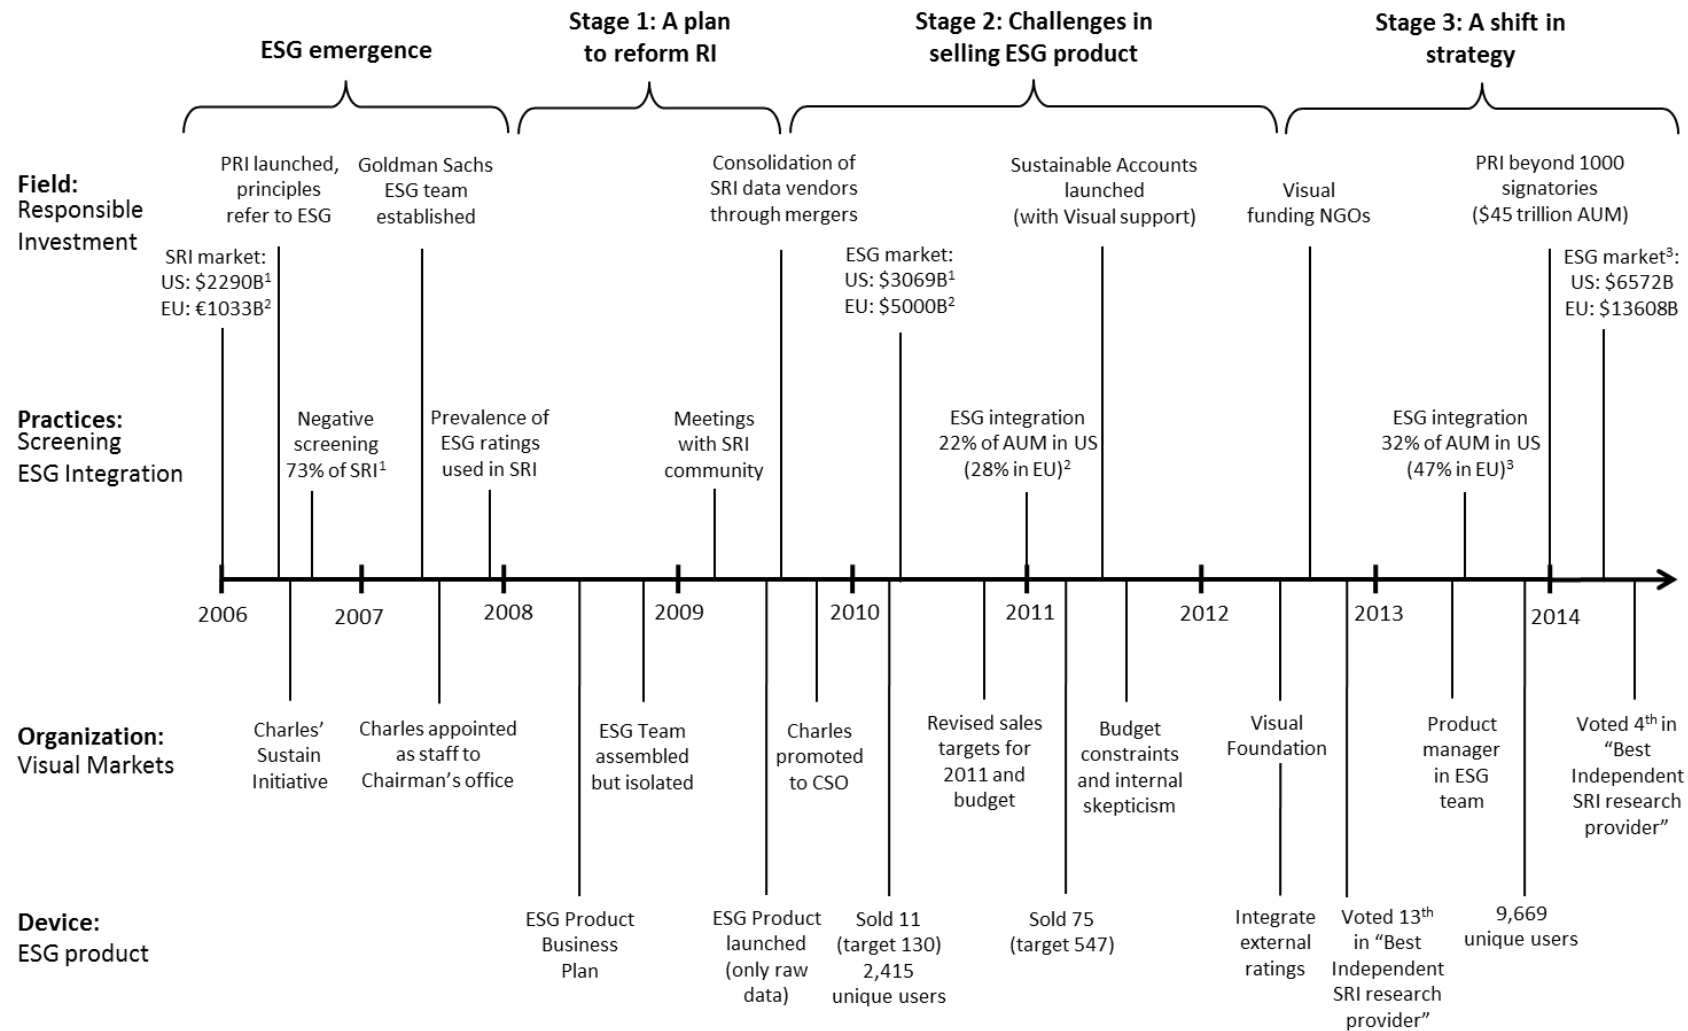 ESG emergence
Stage 1: A plan
to reform RI
Stage 2: Challenges in
selling ESG product
Stage 3: A shift in
strategy
Field:
Responsible
Investment
PRI launched,
principles
refer to ESG
Goldman Sachs
ESG team
established
Consolidation of
SRI data vendors
through mergers
Sustainable Accounts
launched
(with Visual support)
Visual
funding NGOs
PRI beyond 1000
signatories
($45 trillion AUM)
SRI market:
US: $2290B¹
EU: €1033B²
ESG market:
US: $3069B¹
EU: $5000B²
ESG market³:
US: $6572B
EU: $13608B
Practices:
Screening
ESG Integration
Negative
screening
73% of SRI¹
Prevalence of
ESG ratings
used in SRI
Meetings
with SRI
community
ESG integration
22% of AUM in US
(28% in EU)²
ESG integration
32% of AUM in US
(47% in EU)³
2006
2007
2008
2009
2010
2011
2012
2013
2014
Organization:
Visual Markets
Charles’
Sustain
Initiative
Charles appointed
as staff to
Chairman’s office
ESG Team
assembled
but isolated
Charles
promoted
to CSO
Revised sales
targets for
2011 and
budget
Budget
constraints
and internal
skepticism
Visual
Foundation
Product
manager
in ESG
team
Voted 4th in
“Best
Independent
SRI research
provider”
Device:
ESG product
ESG Product
Business
Plan
ESG Product
launched
(only raw
data)
Sold 11
(target 130)
2,415
unique users
Sold 75
(target 547)
Integrate
external
ratings
Voted 13th
in “Best
Independent
SRI research
provider”
9,669
unique users